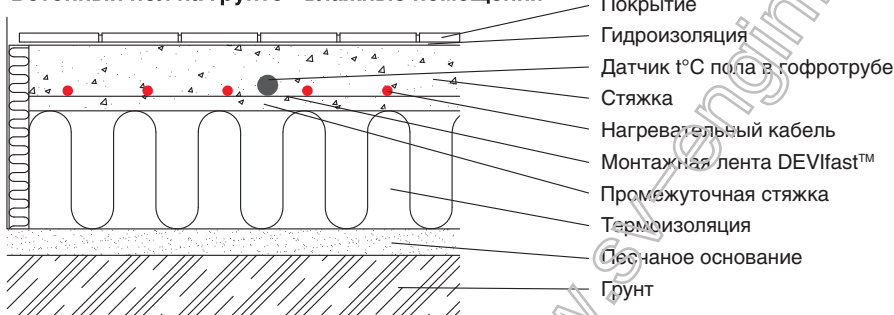 Бетонный пол на грунте - влажные помещения
Покрытие
Гидроизоляция
Датчик t°C пола в гофротрубе
Стяжка
Нагревательный кабель
Монтажная лента DEVIfast™
Промежуточная стяжка
Термоизоляция
Песчаное основание
Грунт